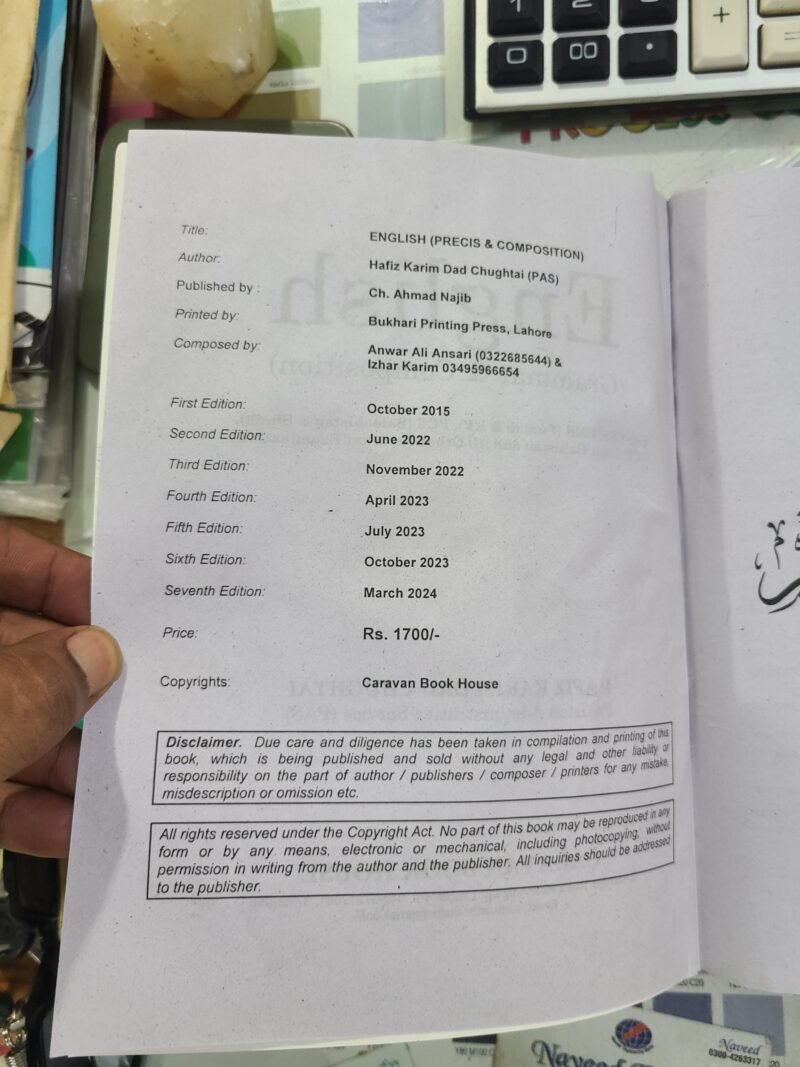 1 2 3 +
0 00 . =
Title: ENGLISH (PRECIS & COMPOSITION)
Author: Hafiz Karim Dad Chughtai (PAS)
Published by : Ch. Ahmad Najib
Printed by: Bukhari Printing Press, Lahore
Composed by: Anwar Ali Ansari (0322685644) &
Izhar Karim 03495966654
First Edition: October 2015
Second Edition: June 2022
Third Edition: November 2022
Fourth Edition: April 2023
Fifth Edition: July 2023
Sixth Edition: October 2023
Seventh Edition: March 2024
Price: Rs. 1700/-
Copyrights: Caravan Book House
Disclaimer. Due care and diligence has been taken in compilation and printing of this
book, which is being published and sold without any legal and other liability or
responsibility on the part of author / publishers / composer / printers for any mistake,
misdescription or omission etc.
All rights reserved under the Copyright Act. No part of this book may be reproduced in any
form or by any means, electronic or mechanical, including photocopying, without
permission in writing from the author and the publisher. All inquiries should be addressed
to the publisher.
Naveed
0300-4263317
Naveed